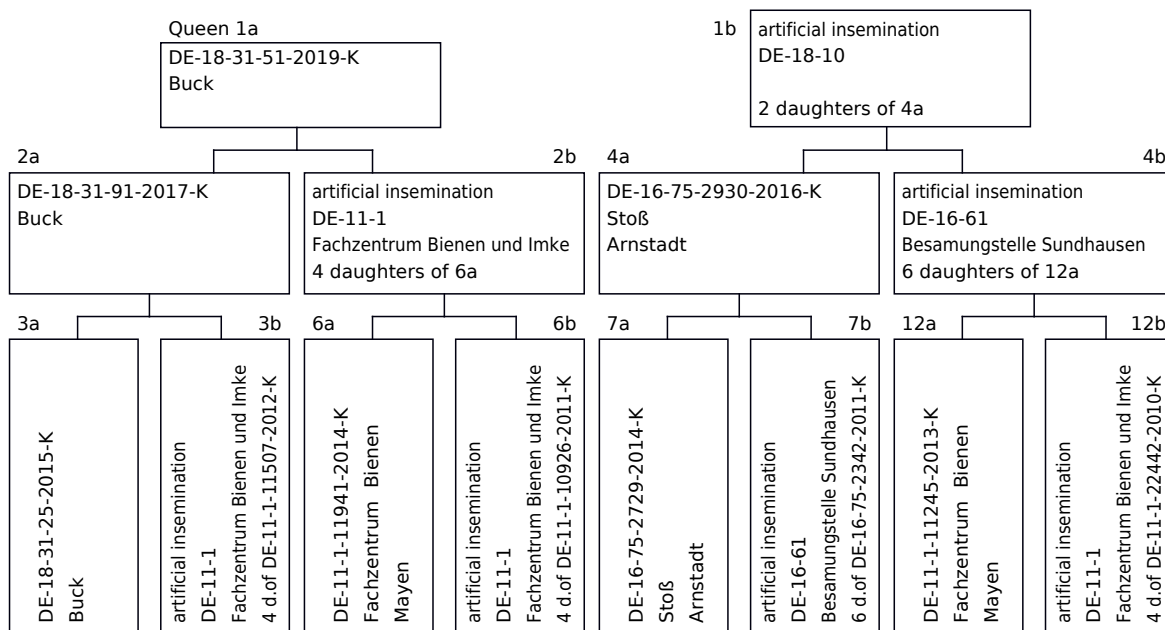 Queen 1a
DE-18-31-51-2019-K
Buck
1b
artificial insemination
DE-18-10
2 daughters of 4a
2a
DE-18-31-91-2017-K
Buck
2b
artificial insemination
DE-11-1
Fachzentrum Bienen und Imke
4 daughters of 6a
4a
DE-16-75-2930-2016-K
Stoß
Arnstadt
4b
artificial insemination
DE-16-61
Besamungstelle Sundhausen
6 daughters of 12a
3a
DE-18-31-25-2015-K
Buck
3b
artificial insemination
DE-11-1
Fachzentrum Bienen und Imke
4 d.of DE-11-1-11507-2012-K
6a
DE-11-1-11941-2014-K
Fachzentrum Bienen
Mayen
6b
artificial insemination
DE-11-1
Fachzentrum Bienen und Imke
4 d.of DE-11-1-10926-2011-K
7a
DE-16-75-2729-2014-K
Stoß
Arnstadt
7b
artificial insemination
DE-16-61
Besamungstelle Sundhausen
6 d.of DE-16-75-2342-2011-K
12a
DE-11-1-11245-2013-K
Fachzentrum Bienen
Mayen
12b
artificial insemination
DE-11-1
Fachzentrum Bienen und Imke
4 d.of DE-11-1-22442-2010-K